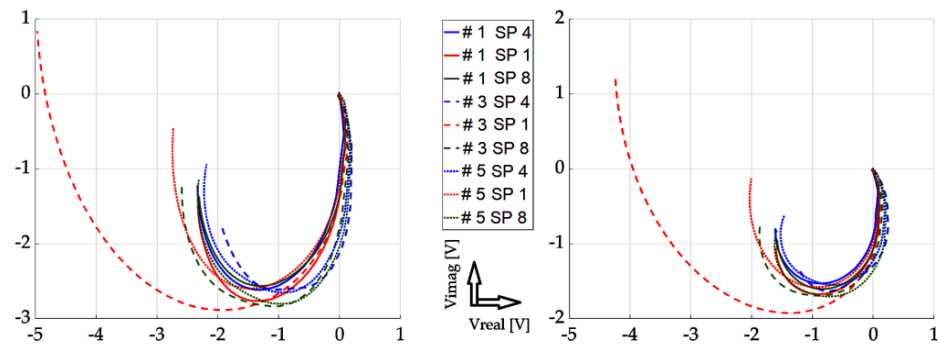 1
0
-1
-2
-3
-5 -4 -3 -2 -1 0 1
# 1 SP 4
# 1 SP 1
# 1 SP 8
# 3 SP 4
# 3 SP 1
# 3 SP 8
# 5 SP 4
# 5 SP 1
# 5 SP 8
Vimag [V]
Vreal [V]
2
1
0
-1
-2
-5 -4 -3 -2 -1 0 1